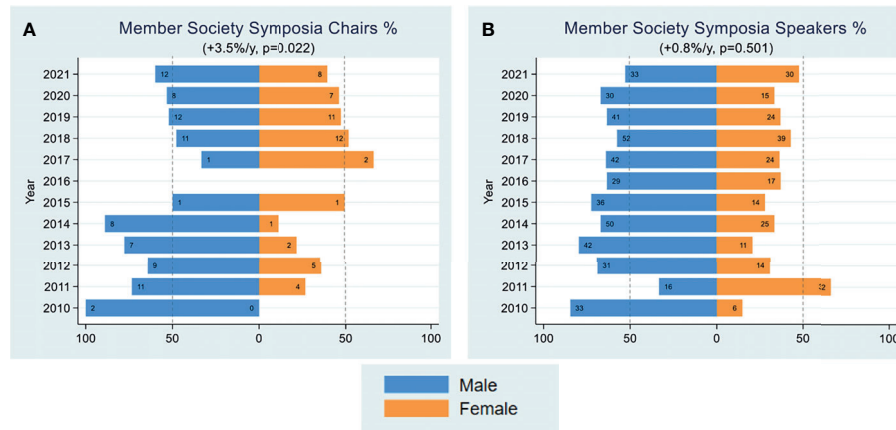 A
Member Society Symposia Chairs %
(+3.5%/y, p=0.022)
Year
2021 12 8
2020 8 7
2019 12 11
2018 11 12
2017 1 2
2016
2015 1 1
2014 8 1
2013 7 2
2012 9 5
2011 11 4
2010 2 0
100 50 0 50 100
B
Member Society Symposia Speakers %
(+0.8%/y, p=0.501)
Year
2021 33 30
2020 30 15
2019 41 24
2018 52 39
2017 42 24
2016 29 17
2015 36 14
2014 50 25
2013 42 11
2012 31 14
2011 16
2010 33 6
100 50 0 50 100
Male
Female